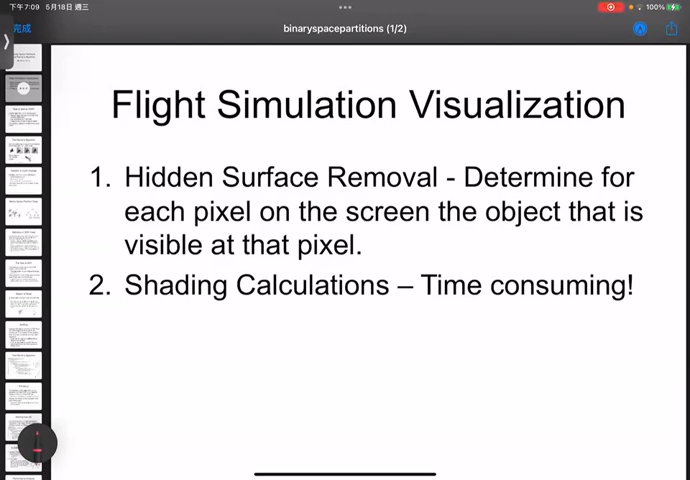 下午7:09 5月18日 週三
100%
完成
binaryspacepartitions (1/2)
Flight Simulation Visualization
1. Hidden Surface Removal - Determine for
each pixel on the screen the object that is
visible at that pixel.
2. Shading Calculations – Time consuming!